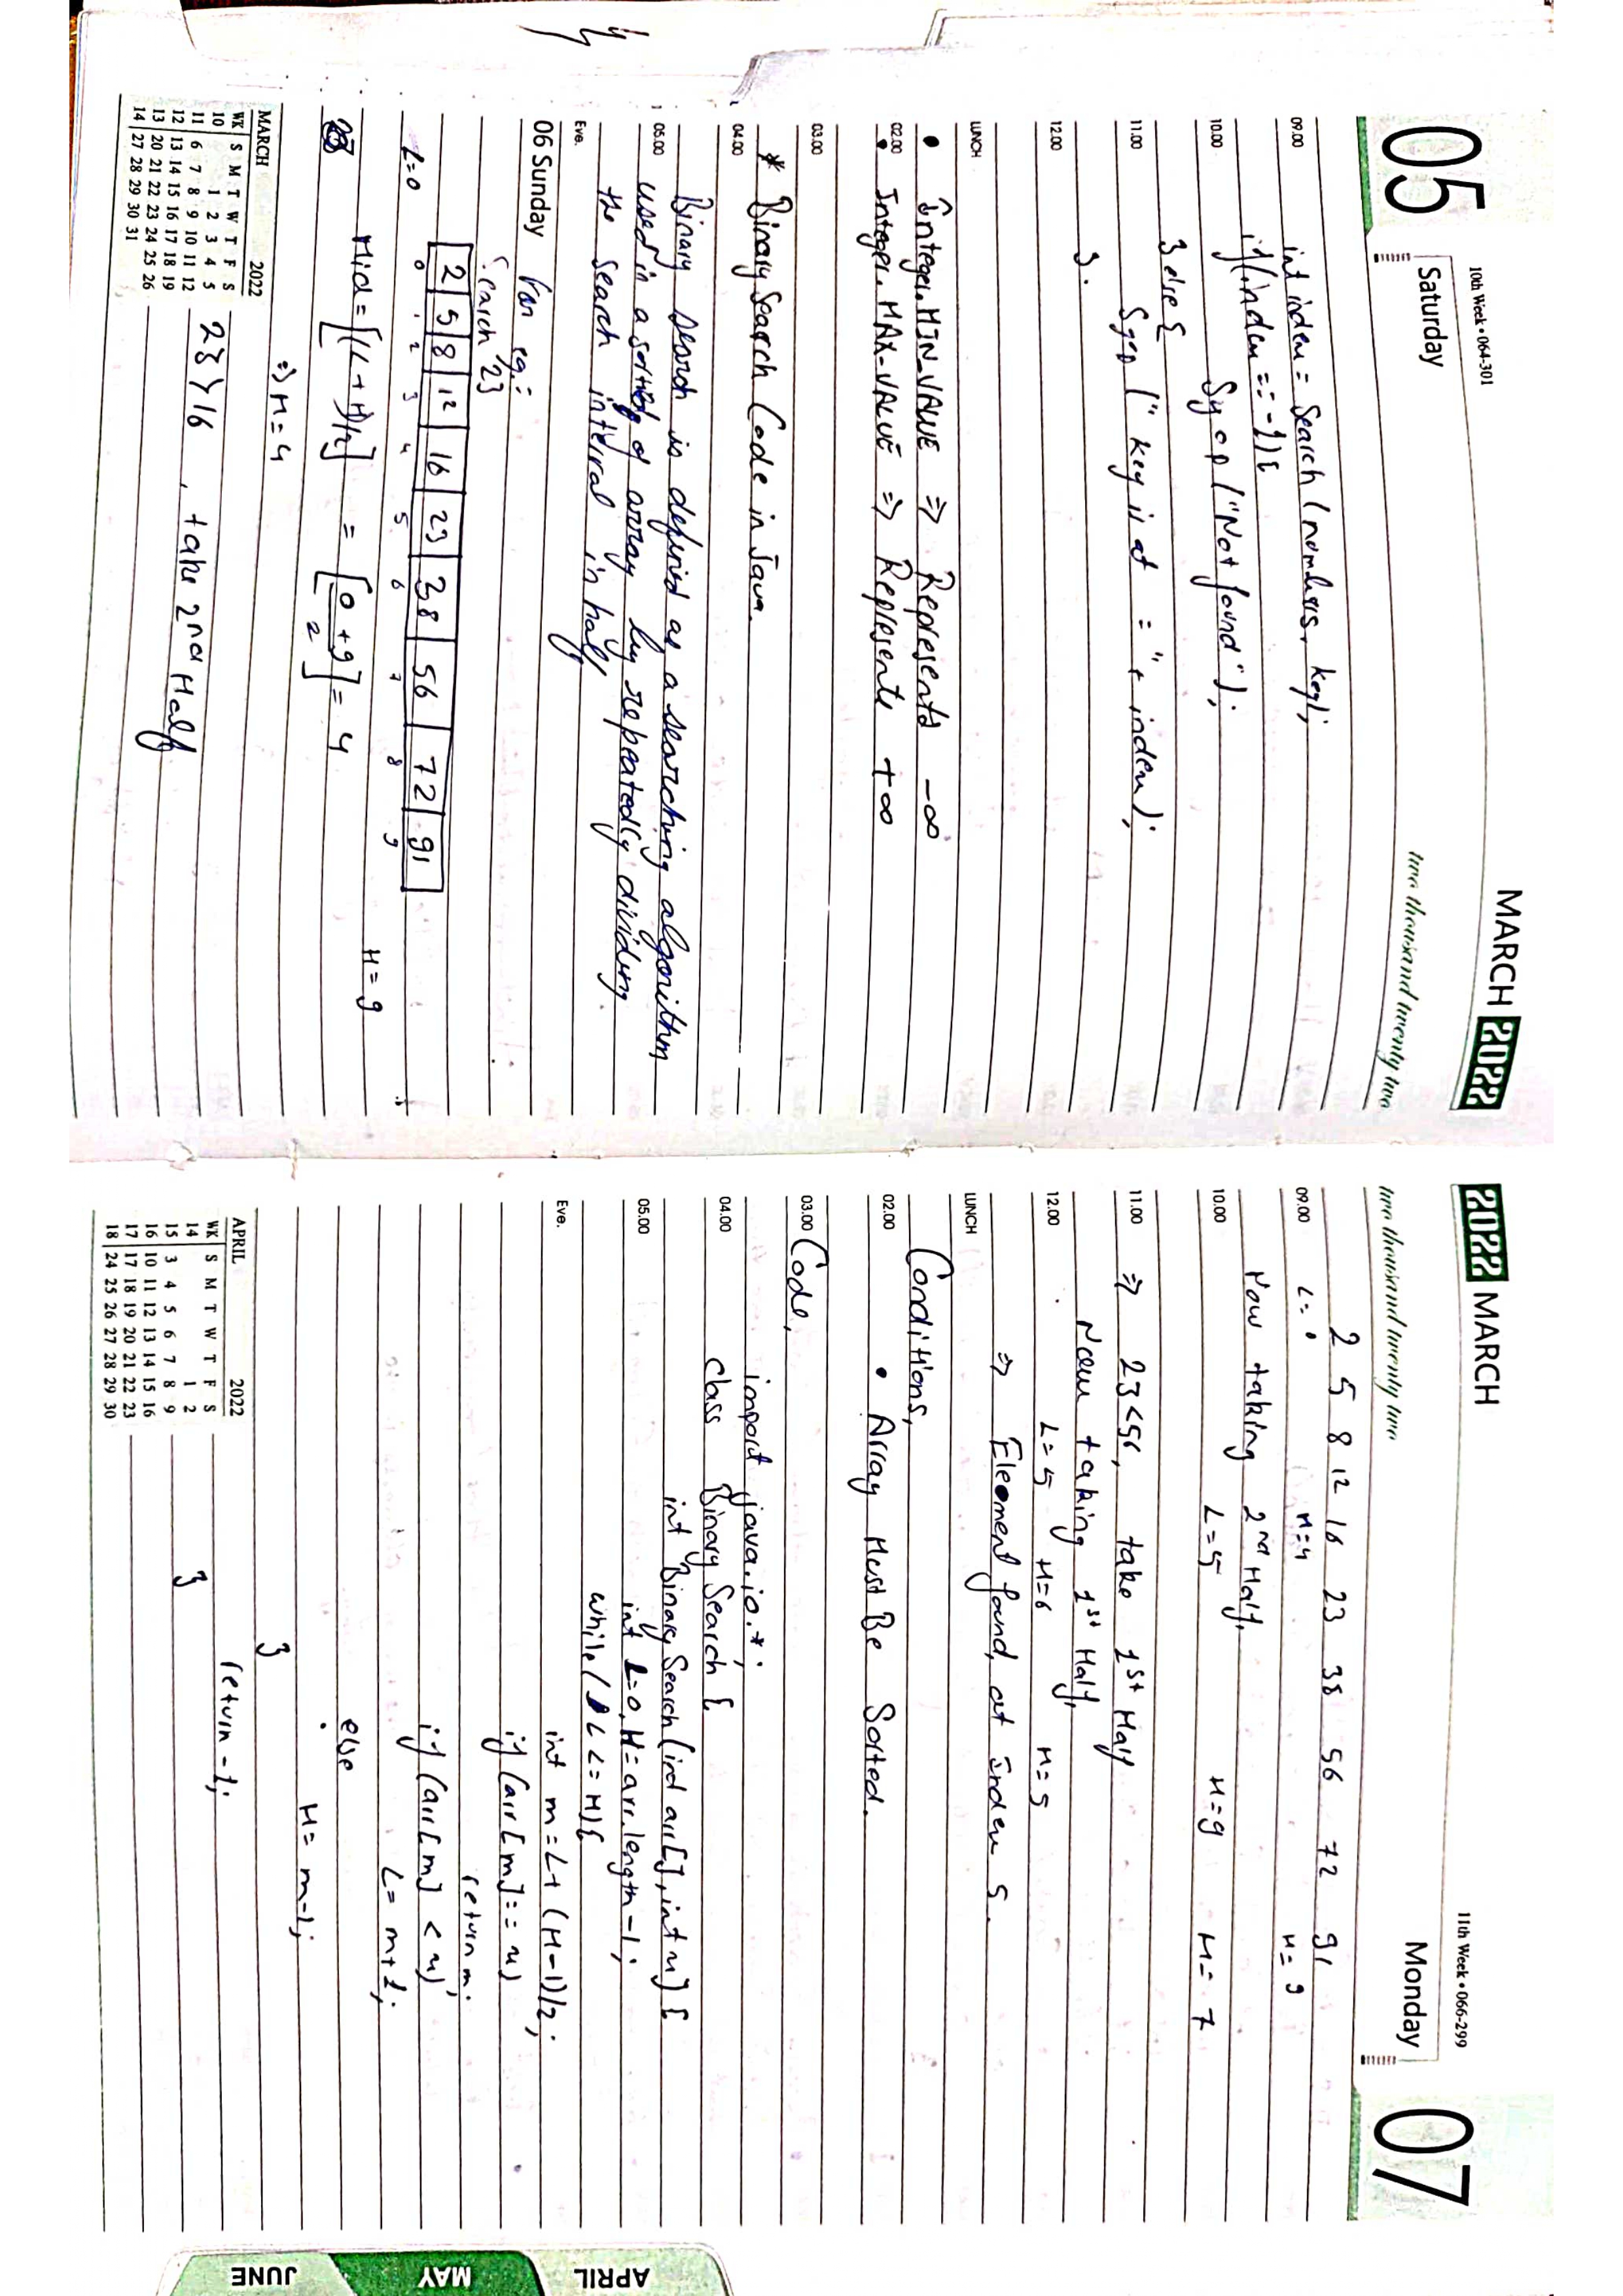 10th Week • 064-301
MARCH 2022
05
Saturday
two thousand twenty two
09.00
int index = Search (numbers, key);
if(index == -1){
10.00
Syop ("Not found");
} else {
11.00
Syop (" key is at = " + index);
}.
12.00
LUNCH
• Integer.MIN_VALUE => Represents -∞
02.00
• Integer.MAX_VALUE => Represents +∞
03.00
* Binary Search Code in Java.
04.00
Binary Search is defined as a searching algorithm
05.00
used in a sorted of array by repeatedly dividing
the search interval in half.
Eve.
06 Sunday
For eg:-
Search 23
2 5 8 12 16 23 38 56 72 91
0 1 2 3 4 5 6 7 8 9
L=0
H=9
Mid = [(L + H)/2] = [0 + 9 / 2] = 4
=> M = 4
23 > 16 , take 2nd Half
MARCH 2022
WK S M T W T F S
10 1 2 3 4 5
11 6 7 8 9 10 11 12
12 13 14 15 16 17 18 19
13 20 21 22 23 24 25 26
14 27 28 29 30 31
2022 MARCH
11th Week • 066-299
two thousand twenty two
Monday
07
2 5 8 12 16 23 38 56 72 91
09.00
L= M=4 H=9
Now taking 2nd Half,
10.00
L=5 H=9 M= 7
11.00
=> 23<56, take 1st Half
Now taking 1st Half,
12.00
L=5 H=6 M=5
=> Element found at index 5.
LUNCH
Conditions,
02.00
• Array Must Be Sorted.
03.00
Code,
import java.io.*;
04.00
class Binary Search {
int Binary Search (int arr[], int x) {
05.00
int L=0, H=arr.length-1;
while (L <= H){
Eve.
int m = L+ (H-1)/2;
if (arr[m] == x)
return m;
if (arr[m] < x)
L = m+1;
else
H = m-1;
}
return -1;
}
APRIL 2022
WK S M T W T F S
14 1 2
15 3 4 5 6 7 8 9
16 10 11 12 13 14 15 16
17 17 18 19 20 21 22 23
18 24 25 26 27 28 29 30
APRIL
MAY
JUNE